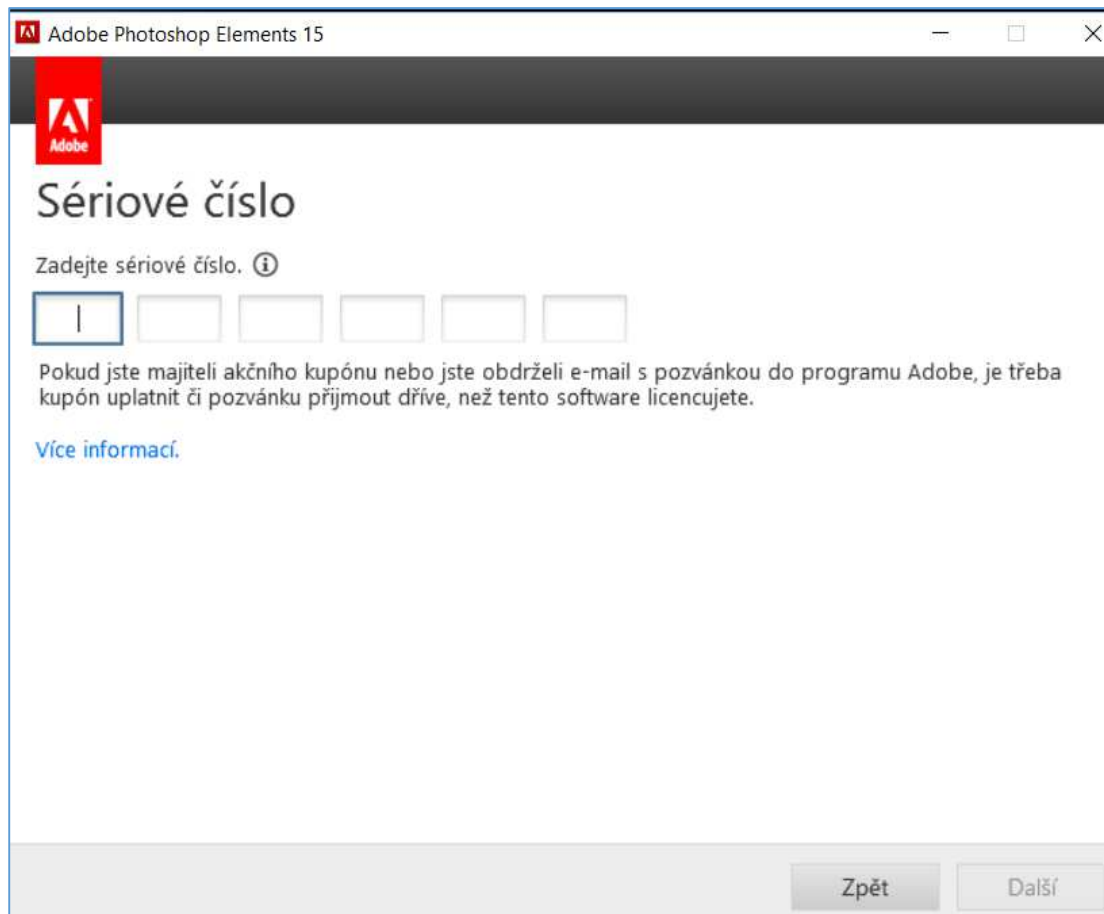 Adobe Photoshop Elements 15
Adobe
Sériové číslo
Zadejte sériové číslo.
Pokud jste majiteli akčního kupónu nebo jste obdrželi e-mail s pozvánkou do programu Adobe, je třeba
kupón uplatnit či pozvánku přijmout dříve, než tento software licencujete.
Více informací.
Zpět
Další